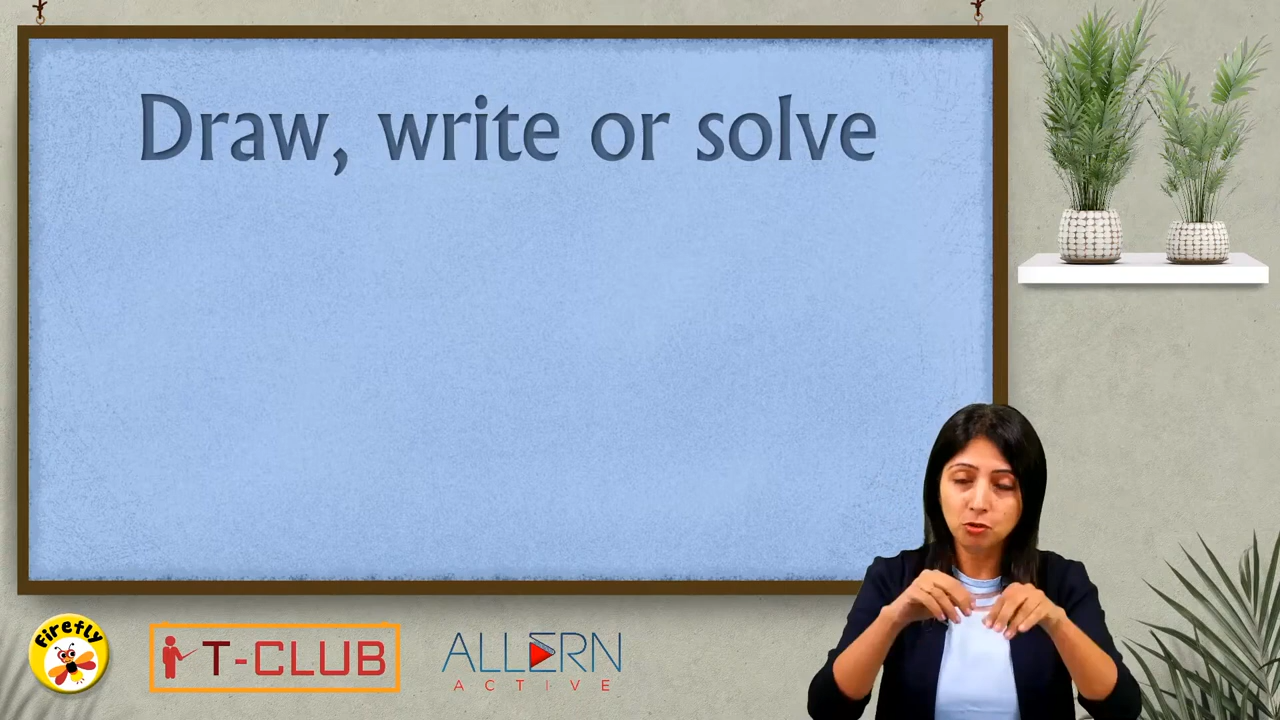 Draw, write or solve
Firefly
T-CLUB
ALLERN
ACTIVE